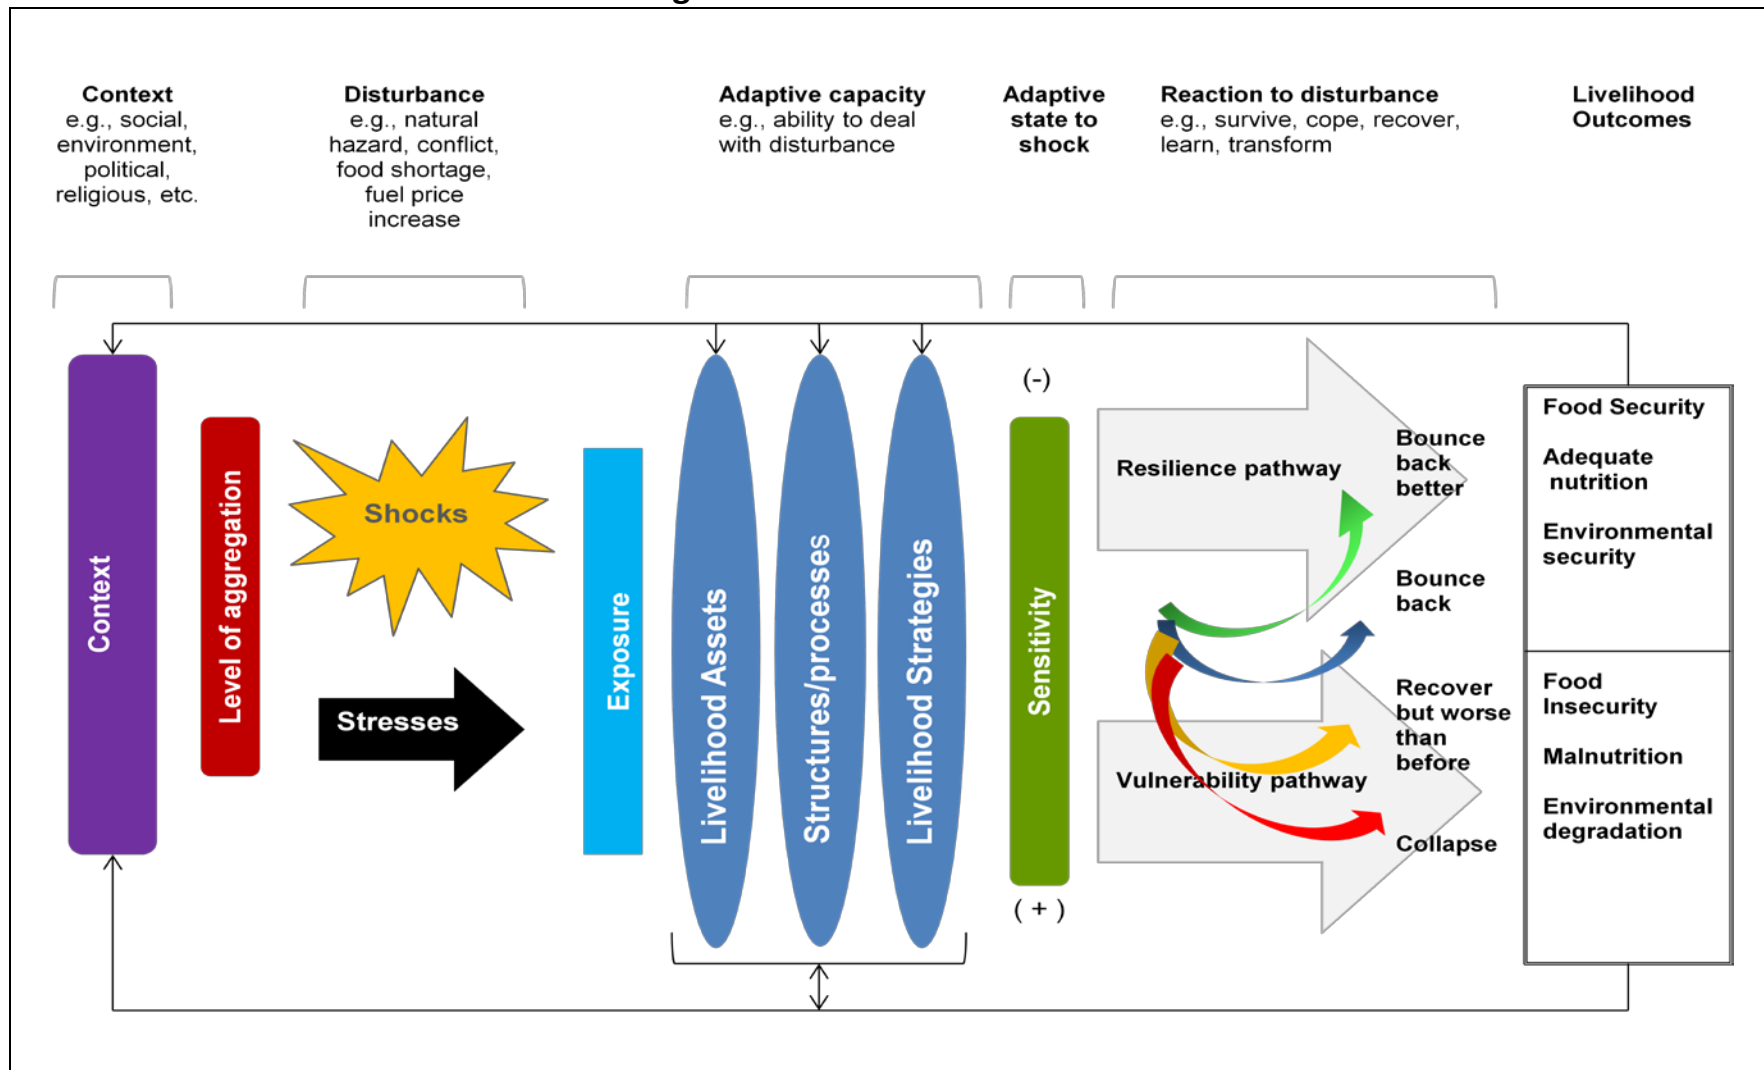 Context
e.g., social,
environment,
political,
religious, etc.
Disturbance
e.g., natural
hazard, conflict,
food shortage,
fuel price
increase
Adaptive capacity
e.g., ability to deal
with disturbance
Adaptive
state to
shock
Reaction to disturbance
e.g., survive, cope, recover,
learn, transform
Livelihood
Outcomes
Context
Level of aggregation
Shocks
Stresses
Exposure
Livelihood Assets
Structures/processes
Livelihood Strategies
(-)
Sensitivity
( + )
Resilience pathway
Bounce
back
better
Bounce
back
Recover
but worse
than
before
Vulnerability pathway
Collapse
Food Security
Adequate
nutrition
Environmental
security
Food
Insecurity
Malnutrition
Environmental
degradation